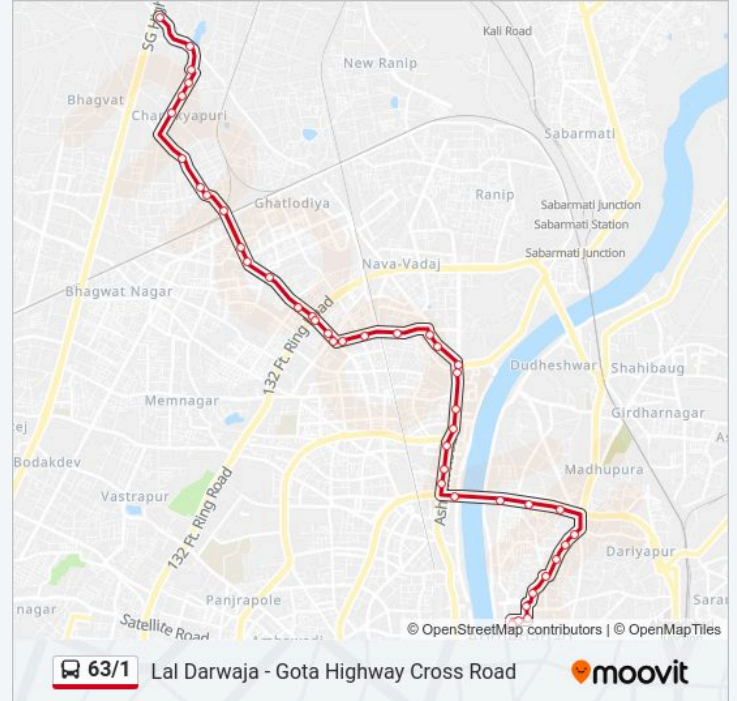 SG High
Kali Road
New Ranip
Bhagvat
Chanakyapuri
Sabarmati
Ranip
Ghatlodiya
Sabarmati Junction
Sabarmati Station
Sabarmati Junction
Nava-Vadaj
Bhagwat Nagar
132 Ft. Ring Road
Dudheshwar
Shahibaug
Memnagar
Girdharnagar
Bodakdev
Madhupura
Vastrapur
132 Ft. Ring Road
Ash
Dariyapur
Panjrapole
nagar
Saran
Satellite Road
© OpenStreetMap contributors | © OpenMapTiles
63/1 Lal Darwaja - Gota Highway Cross Road
moovit